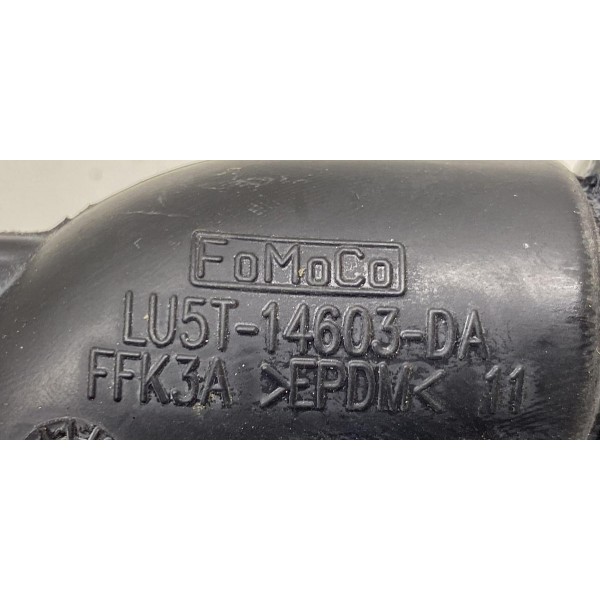 FoMoCo
LU5T-14603-DA
FFK3A >EPDM< 11